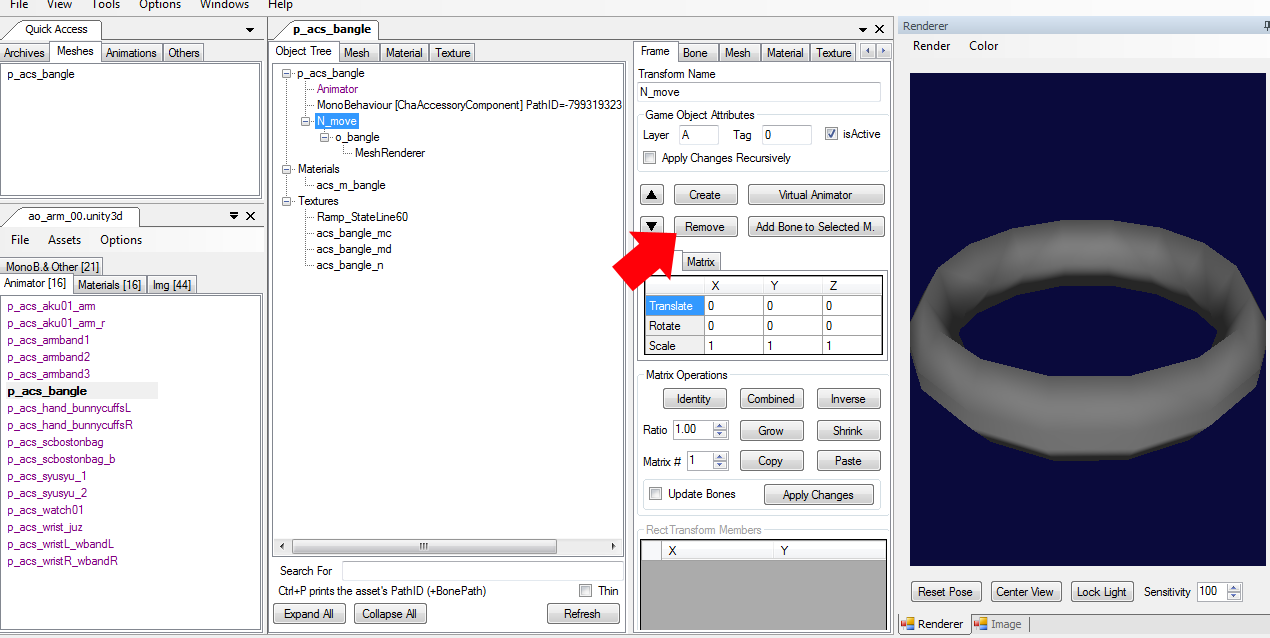 File View Tools Options Windows Help
Quick Access
Archives Meshes Animations Others
p_acs_bangle
ao_arm_00.unity3d
File Assets Options
MonoB.& Other [21]
Animator [16] Materials [16] Img [44]
p_acs_aku01_arm
p_acs_aku01_arm_r
p_acs_armband1
p_acs_armband2
p_acs_armband3
p_acs_bangle
p_acs_hand_bunnycuffsL
p_acs_hand_bunnycuffsR
p_acs_scbostonbag
p_acs_scbostonbag_b
p_acs_syusyu_1
p_acs_syusyu_2
p_acs_watch01
p_acs_wrist_juz
p_acs_wristL_wbandL
p_acs_wristR_wbandR
p_acs_bangle
Object Tree Mesh Material Texture
p_acs_bangle
Animator
MonoBehaviour [ChaAccessoryComponent] PathID=-799319323
N_move
o_bangle
MeshRenderer
Materials
acs_m_bangle
Textures
Ramp_StateLine60
acs_bangle_mc
acs_bangle_md
acs_bangle_n
Search For
Ctrl+P prints the asset's PathID (+BonePath) Thin
Expand All Collapse All Refresh
Frame Bone Mesh Material Texture
Transform Name
N_move
Game Object Attributes
Layer A Tag 0 isActive
Apply Changes Recursively
Create Virtual Animator
Remove Add Bone to Selected M.
Matrix
X Y Z
Translate 0 0 0
Rotate 0 0 0
Scale 1 1 1
Matrix Operations
Identity Combined Inverse
Ratio 1.00 Grow Shrink
Matrix # 1 Copy Paste
Update Bones Apply Changes
RectTransform Members
X Y
Renderer
Render Color
Reset Pose Center View Lock Light Sensitivity 100
Renderer Image